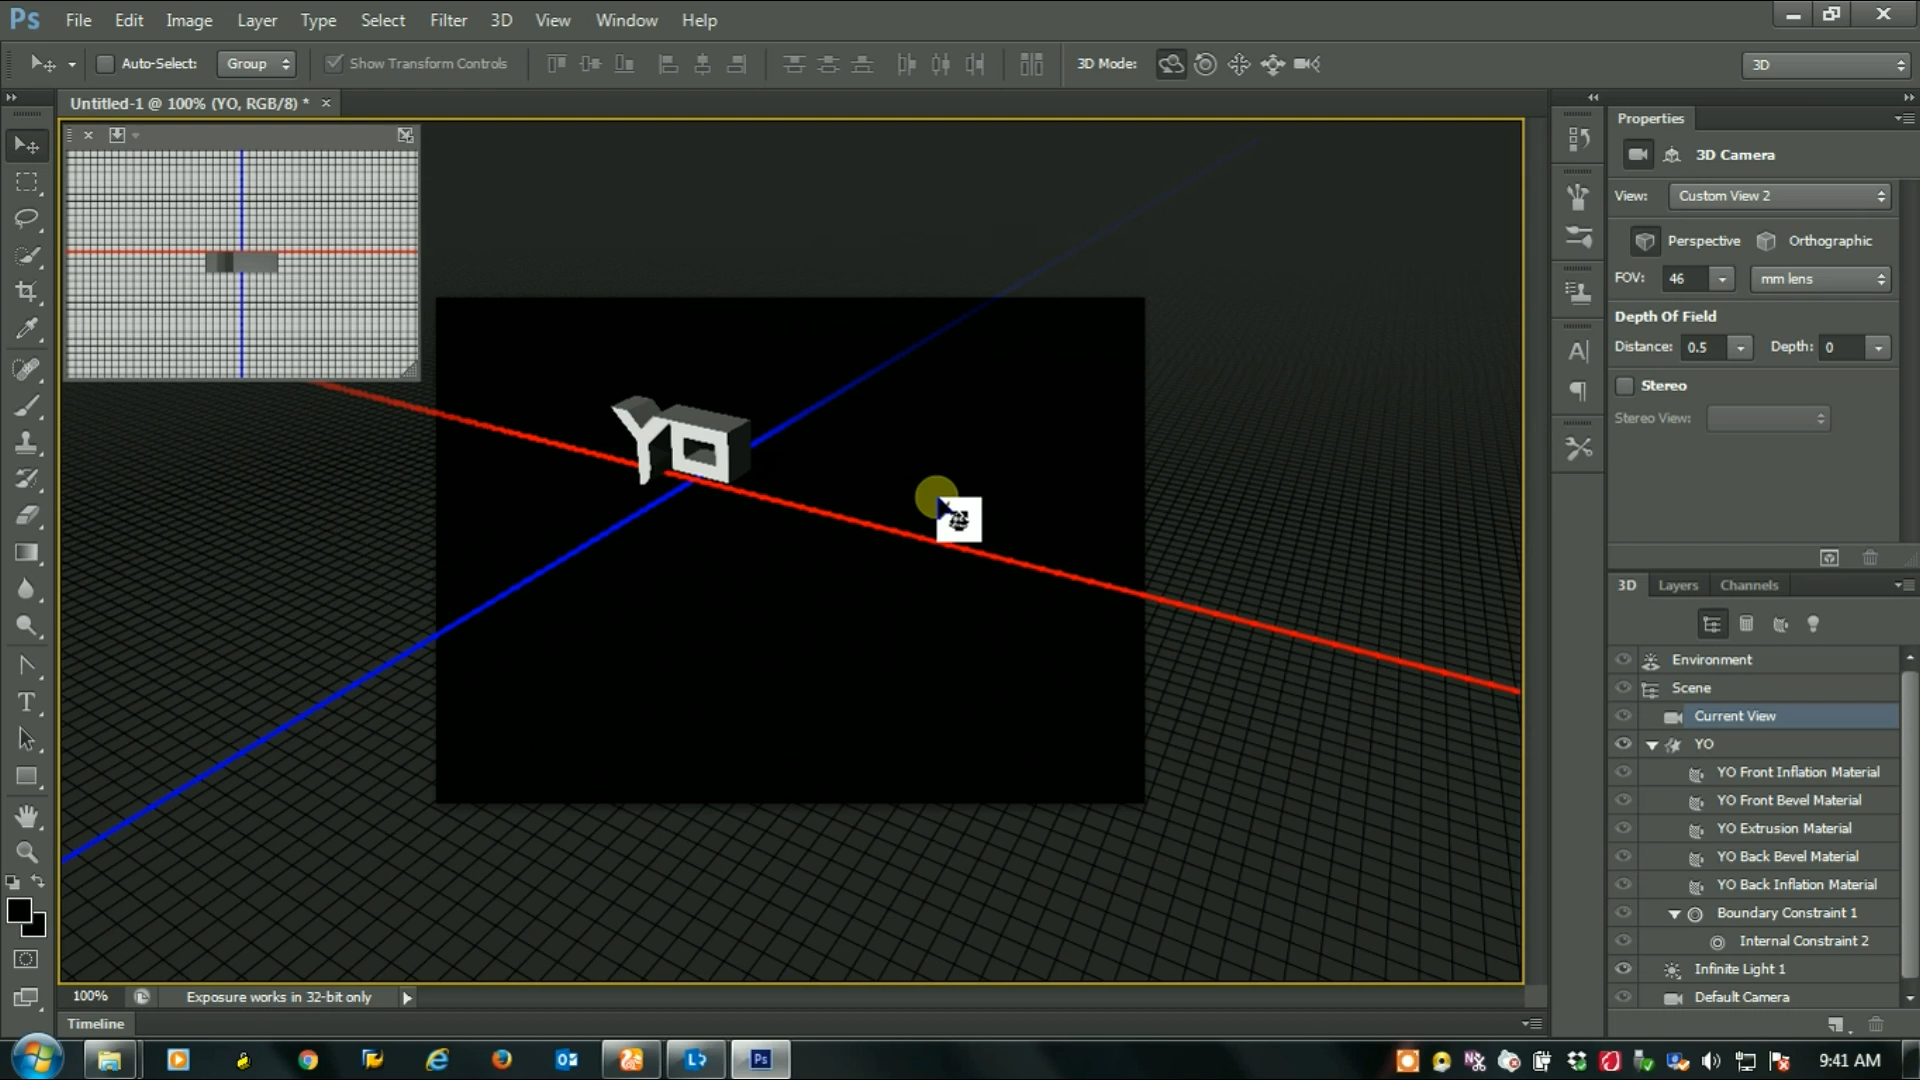 Ps File Edit Image Layer Type Select Filter 3D View Window Help
Auto-Select: Group Show Transform Controls 3D Mode: 3D
Untitled-1 @ 100% (YO, RGB/8) *
YO
Properties
3D Camera
View: Custom View 2
Perspective Orthographic
FOV: 46 mm lens
Depth Of Field
Distance: 0.5 Depth: 0
Stereo
Stereo View:
3D Layers Channels
Environment
Scene
Current View
YO
YO Front Inflation Material
YO Front Bevel Material
YO Extrusion Material
YO Back Bevel Material
YO Back Inflation Material
Boundary Constraint 1
Internal Constraint 2
Infinite Light 1
Default Camera
100% Exposure works in 32-bit only
Timeline
Ps
9:41 AM